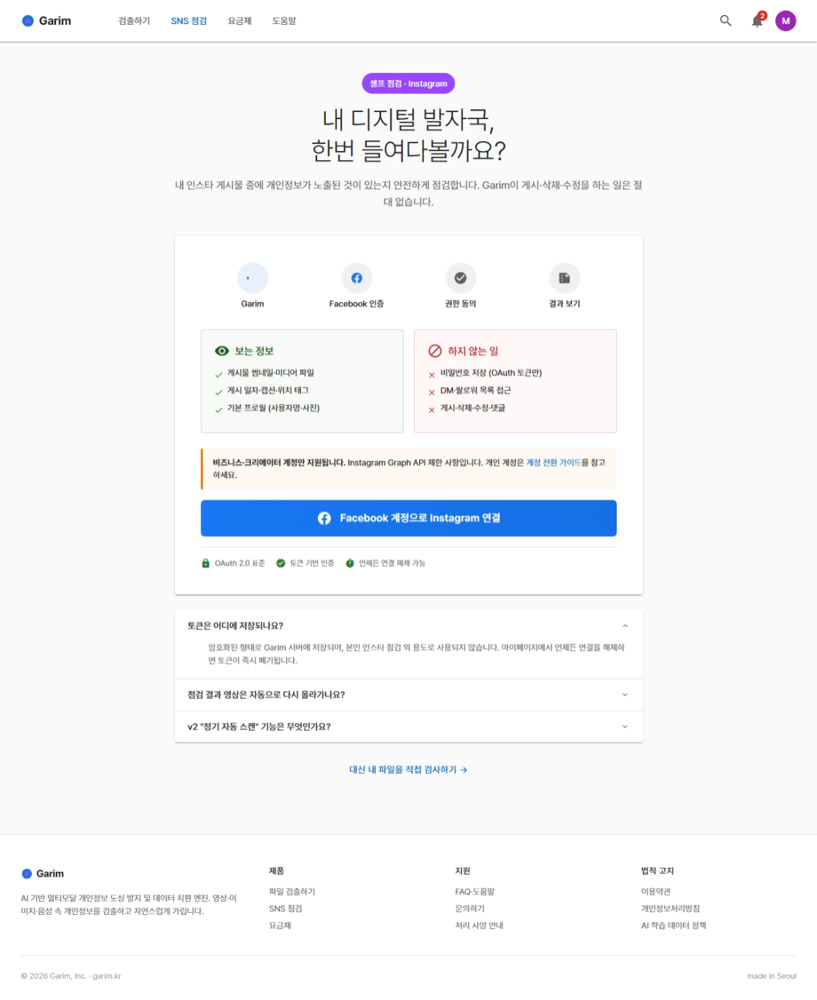 Garim
검출하기
SNS 점검
요금제
도움말
2
M
셀프 점검 · Instagram
내 디지털 발자국,
한번 들여다볼까요?
내 인스타 게시물 중에 개인정보가 노출된 것이 있는지 안전하게 점검합니다. Garim이 게시·삭제·수정을 하는 일은 절
대 없습니다.
Garim
Facebook 인증
권한 동의
결과 보기
보는 정보
게시물 썸네일·미디어 파일
게시 일자·캡션·위치 태그
기본 프로필 (사용자명·사진)
하지 않는 일
비밀번호 저장 (OAuth 토큰만)
DM·팔로워 목록 접근
게시·삭제·수정·댓글
비즈니스·크리에이터 계정만 지원됩니다. Instagram Graph API 제한 사항입니다. 개인 계정은 계정 전환 가이드를 참고
하세요.
Facebook 계정으로 Instagram 연결
OAuth 2.0 표준
토큰 기반 인증
언제든 연결 해제 가능
토큰은 어디에 저장되나요?
암호화된 형태로 Garim 서버에 저장되며, 본인 인스타 점검 외 용도로 사용되지 않습니다. 마이페이지에서 언제든 연결을 해제하
면 토큰이 즉시 폐기됩니다.
점검 결과 영상은 자동으로 다시 올라가나요?
v2 "정기 자동 스캔" 기능은 무엇인가요?
대신 내 파일을 직접 검사하기 →
Garim
AI 기반 멀티모달 개인정보 도싱 방지 및 데이터 치환 엔진. 영상·이
미지·음성 속 개인정보를 검출하고 자연스럽게 가립니다.
제품
파일 검출하기
SNS 점검
요금제
지원
FAQ·도움말
문의하기
처리 사양 안내
법적 고지
이용약관
개인정보처리방침
AI 학습 데이터 정책
© 2026 Garim, Inc. · garim.kr
made in Seoul